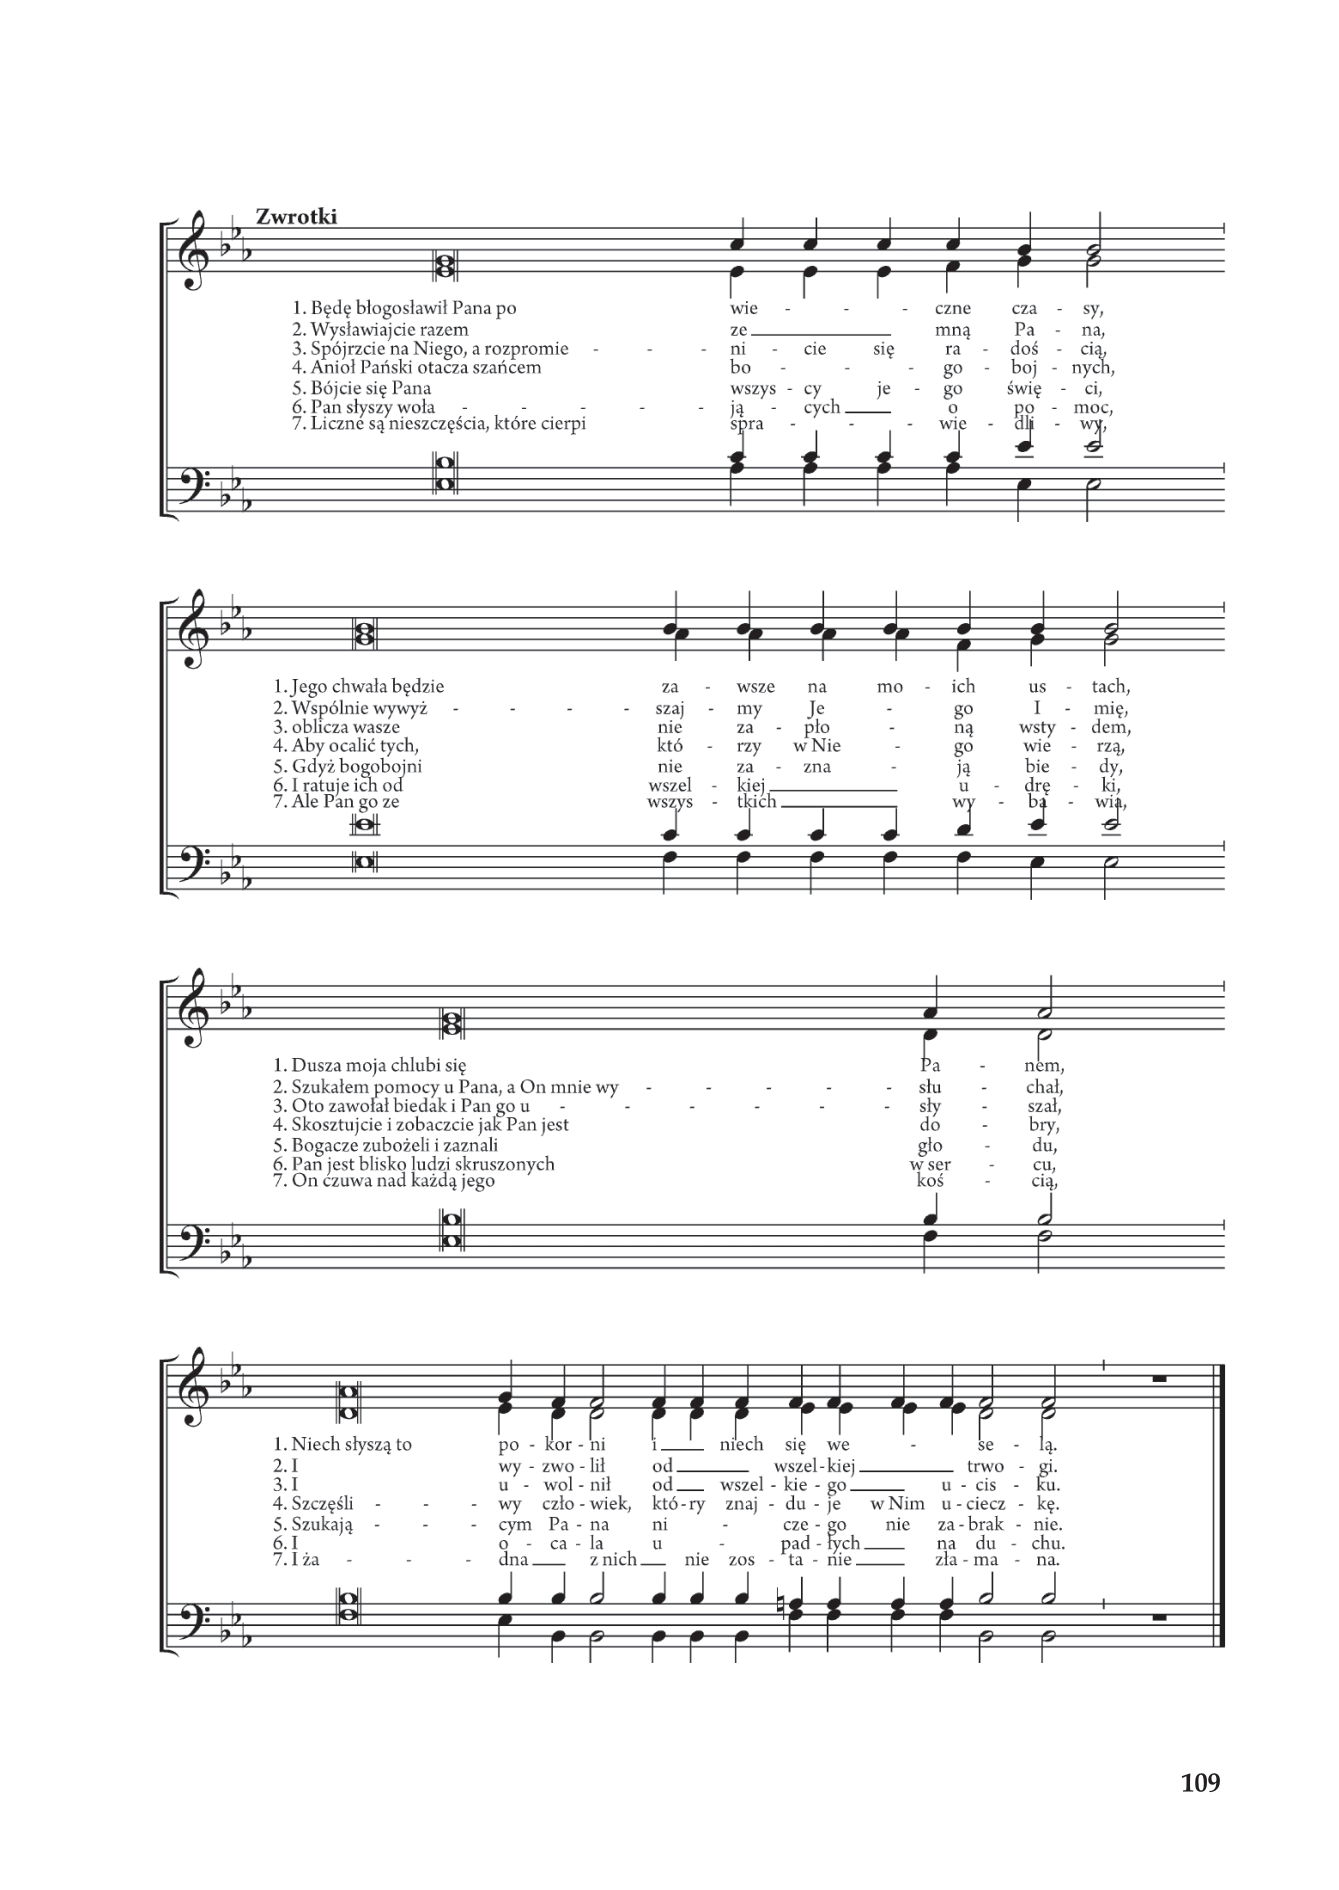 Zwrotki
1. Będę błogosławił Pana po wie - - - czne cza - sy,
2. Wysławiajcie razem ze mną Pa - na,
3. Spójrzcie na Niego, a rozpromie - - - ni - cie się ra - doś - cią,
4. Anioł Pański otacza szańcem bo - - - go - boj - nych,
5. Bójcie się Pana wszys - cy je - go świę - ci,
6. Pan słyszy woła - - - - - ją - cych o po - moc,
7. Liczne są nieszczęścia, które cierpi spra - - - wie - dli - wy,
1. Jego chwała będzie za - wsze na mo - ich us - tach,
2. Wspólnie wywyż - - - - szaj - my Je - go I - mię,
3. oblicza wasze nie za - pło - ną wsty - dem,
4. Aby ocalić tych, któ - rzy w Nie - go wie - rzą,
5. Gdyż bogobojni nie za - zna - ją bie - dy,
6. I ratuje ich od wszel - kiej u - drę - ki,
7. Ale Pan go ze wszys - tkich wy - ba - wia,
1. Dusza moja chlubi się Pa - nem,
2. Szukałem pomocy u Pana, a On mnie wy - - - - - słu - chał,
3. Oto zawołał biedak i Pan go u - - - - - - sły - szał,
4. Skosztujcie i zobaczcie jak Pan jest do - bry,
5. Bogacze zubożeli i zaznali gło - du,
6. Pan jest blisko ludzi skruszonych w ser - cu,
7. On czuwa nad każdą jego koś - cią,
1. Niech słyszą to po - kor - ni i niech się we - se - lą.
2. I wy - zwo - lił od wszel - kiej trwo - gi.
3. I u - wol - nił od wszel - kie - go u - cis - ku.
4. Szczęśli - - - wy czło - wiek, któ - ry znaj - du - je w Nim u - ciecz - kę.
5. Szukają - - - cym Pa - na ni - cze - go nie za - brak - nie.
6. I o - ca - la u - pad - łych na du - chu.
7. I ża - - - dna z nich nie zos - ta - nie zła - ma - na.
109